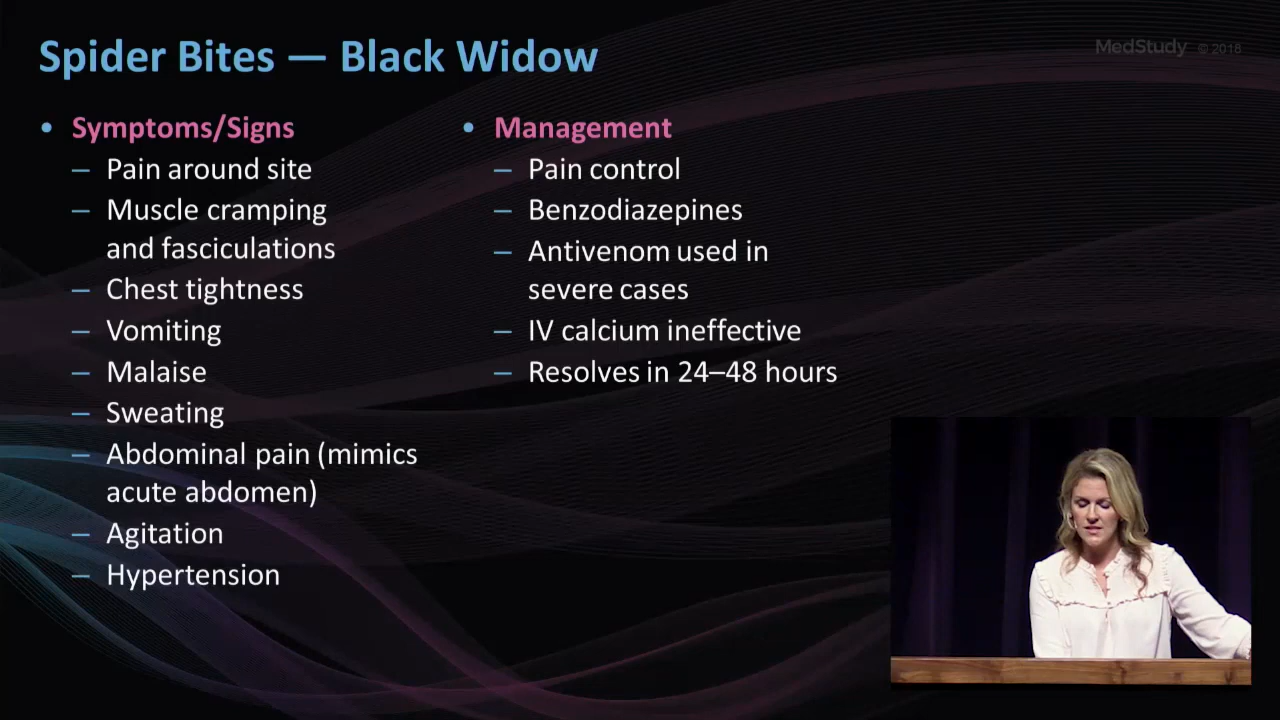 Spider Bites — Black Widow
MedStudy © 2018
• Symptoms/Signs
– Pain around site
– Muscle cramping
and fasciculations
– Chest tightness
– Vomiting
– Malaise
– Sweating
– Abdominal pain (mimics
acute abdomen)
– Agitation
– Hypertension
• Management
– Pain control
– Benzodiazepines
– Antivenom used in
severe cases
– IV calcium ineffective
– Resolves in 24–48 hours